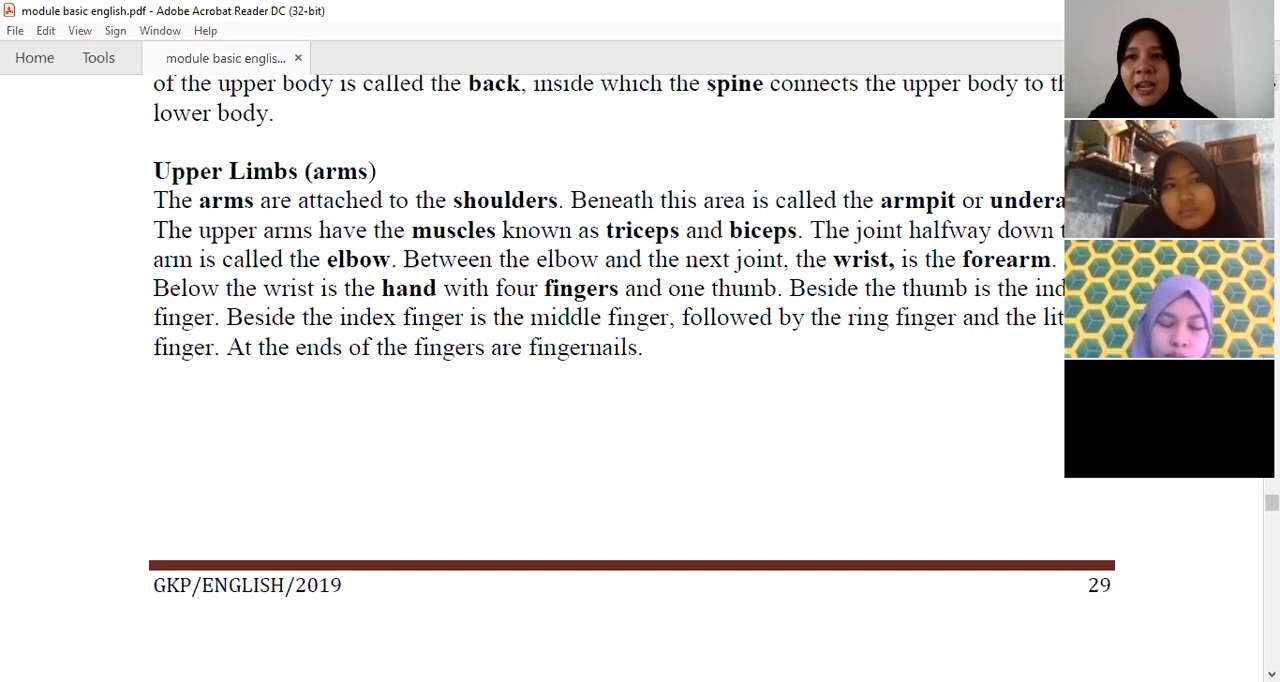 module basic english.pdf - Adobe Acrobat Reader DC (32-bit)
File Edit View Sign Window Help
Home Tools module basic englis... ×
of the upper body is called the back, inside which the spine connects the upper body to
lower body.
Upper Limbs (arms)
The arms are attached to the shoulders. Beneath this area is called the armpit or
The upper arms have the muscles known as triceps and biceps. The joint halfway down
arm is called the elbow. Between the elbow and the next joint, the wrist, is the forearm.
Below the wrist is the hand with four fingers and one thumb. Beside the thumb is the
finger. Beside the index finger is the middle finger, followed by the ring finger and the
finger. At the ends of the fingers are fingernails.
GKP/ENGLISH/2019 29